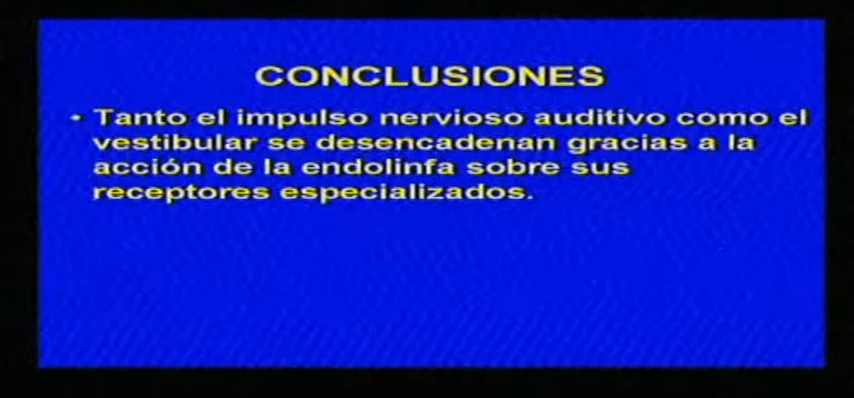 CONCLUSIONES
• Tanto el impulso nervioso auditivo como el
vestibular se desencadenan gracias a la
acción de la endolinfa sobre sus
receptores especializados.